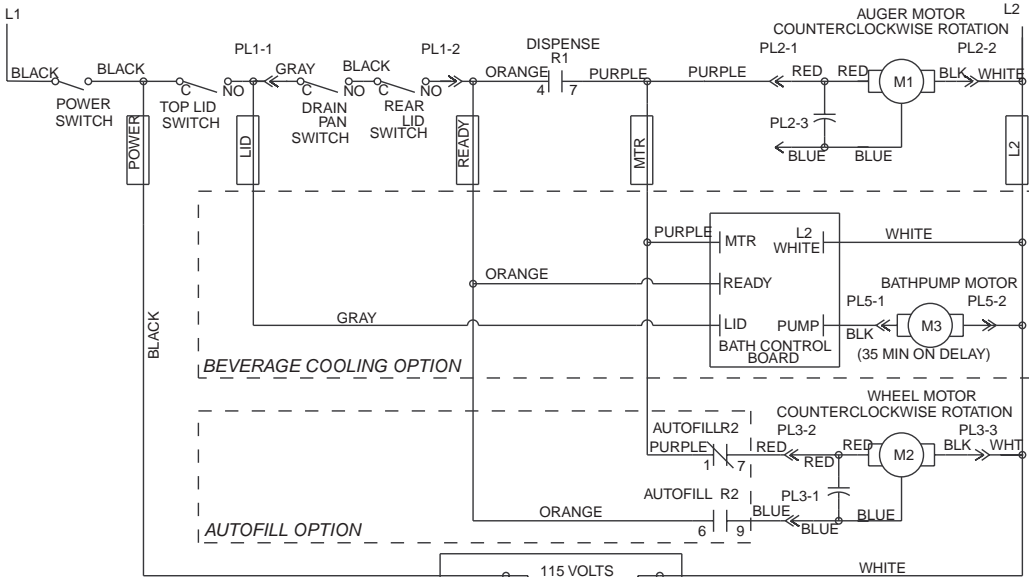 L1
AUGER MOTOR
L2
COUNTERCLOCKWISE ROTATION
DISPENSE
R1
PL1-1
PL1-2
PL2-1
PL2-2
BLACK
BLACK
GRAY
BLACK
ORANGE
PURPLE
PURPLE
RED
RED
M1
BLK
WHITE
C
NO
C
NO
C
NO
4
7
POWER
SWITCH
TOP LID
SWITCH
DRAIN
PAN
SWITCH
REAR
LID
SWITCH
PL2-3
BLUE
BLUE
POWER
LID
READY
MTR
L2
PURPLE
MTR
L2
WHITE
WHITE
ORANGE
READY
BATHPUMP MOTOR
PL5-1
PL5-2
GRAY
LID
PUMP
BLK
M3
BLACK
BATH CONTROL
BOARD
(35 MIN ON DELAY)
BEVERAGE COOLING OPTION
WHEEL MOTOR
COUNTERCLOCKWISE ROTATION
AUTOFILLR2
PL3-2
PL3-3
PURPLE
1
7
RED
RED
RED
M2
BLK
WHT
AUTOFILL R2
PL3-1
ORANGE
6
9
BLUE
BLUE
BLUE
AUTOFILL OPTION
115 VOLTS
WHITE